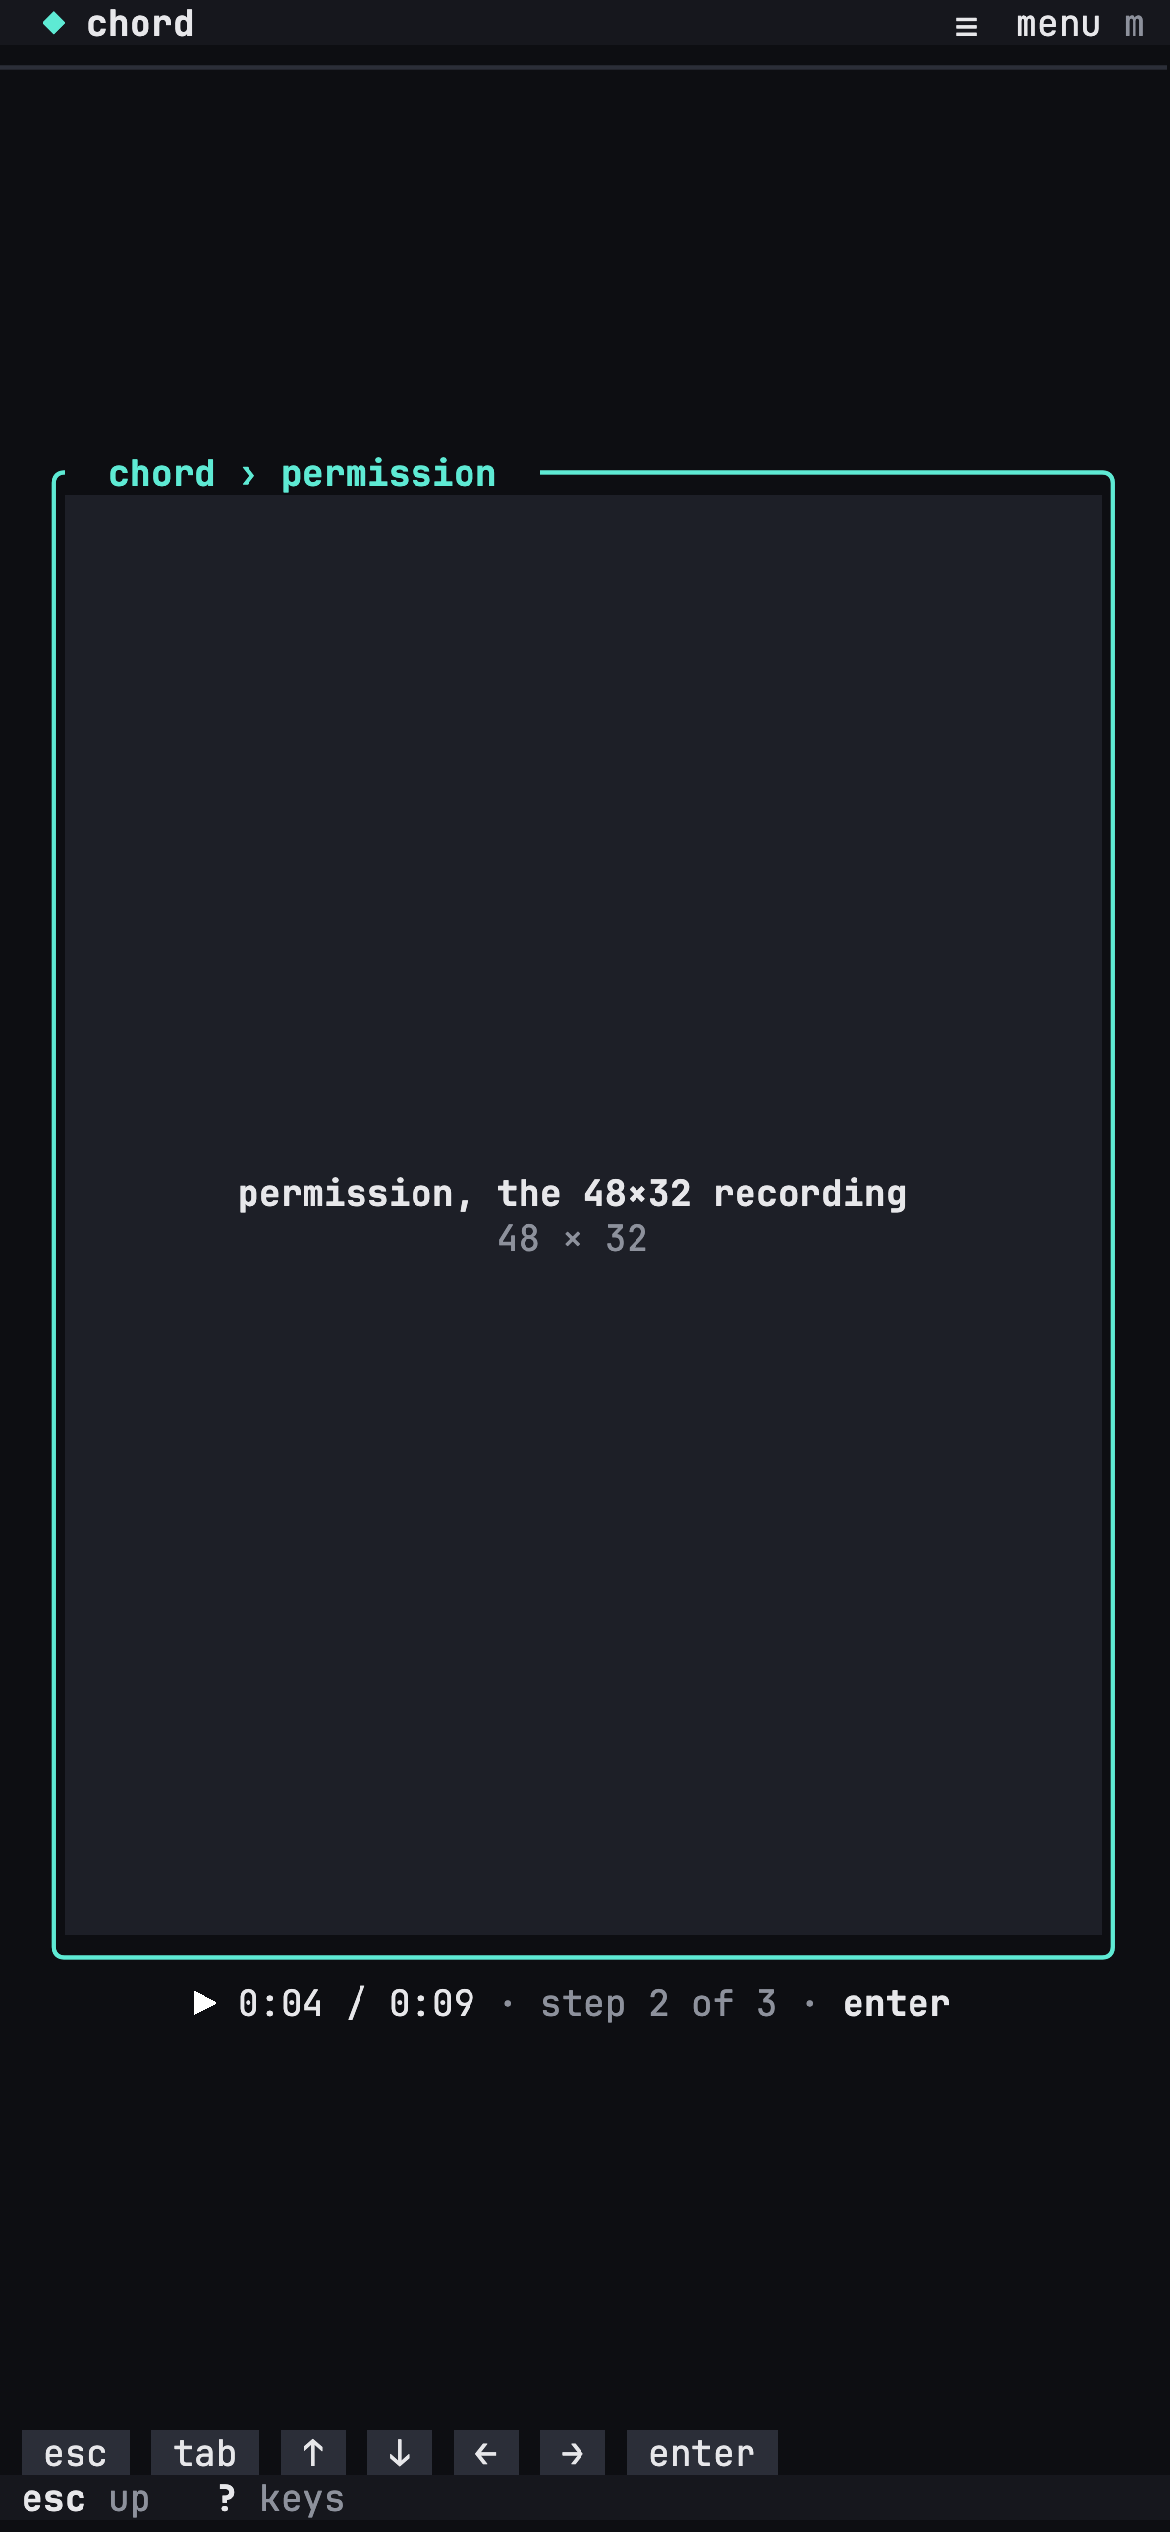 ◆ chord ≡ menu m
chord › permission
permission, the 48×32 recording
48 × 32
▶ 0:04 / 0:09 · step 2 of 3 · enter
esc tab ↑ ↓ ← → enter
esc up ? keys